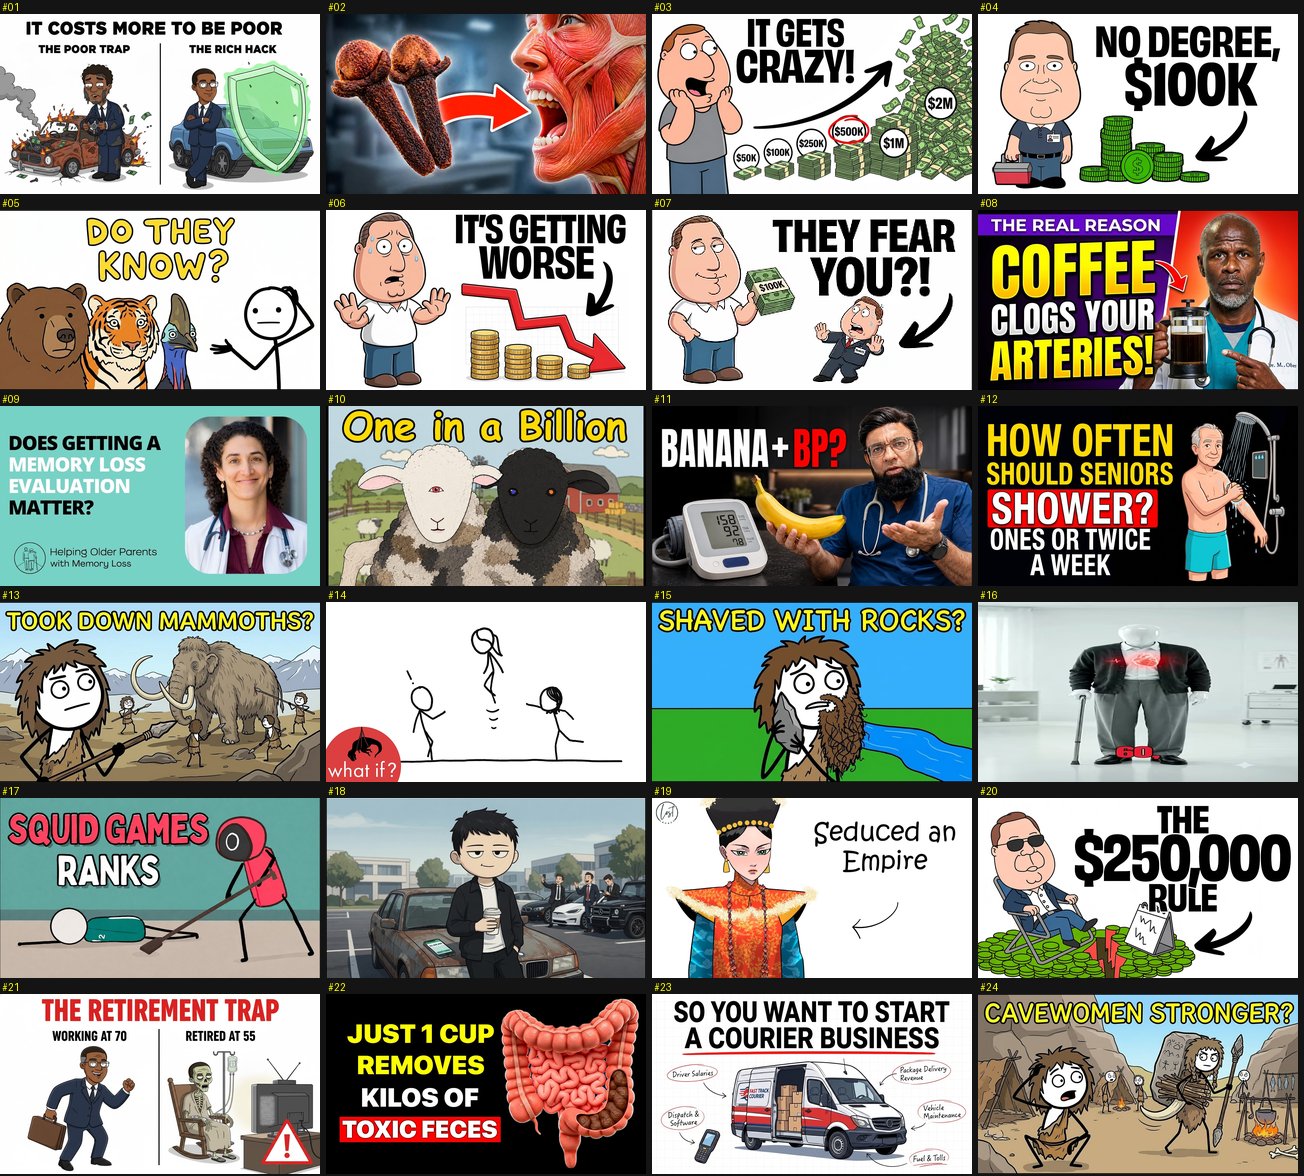 #01
IT COSTS MORE TO BE POOR
THE POOR TRAP
THE RICH HACK
#02
#03
IT GETS
CRAZY!
$50K
$100K
$250K
$500K
$1M
$2M
#04
NO DEGREE,
$100K
#05
DO THEY
KNOW?
#06
IT'S GETTING
WORSE
#07
THEY FEAR
YOU?!
$100K
#08
THE REAL REASON
COFFEE
CLOGS YOUR
ARTERIES!
#09
DOES GETTING A
MEMORY LOSS
EVALUATION
MATTER?
Helping Older Parents
with Memory Loss
#10
One in a Billion
#11
BANANA + BP?
158
92
78
#12
HOW OFTEN
SHOULD SENIORS
SHOWER?
ONES OR TWICE
A WEEK
#13
TOOK DOWN MAMMOTHS?
#14
what if?
#15
SHAVED WITH ROCKS?
#16
60.
#17
SQUID GAMES
RANKS
#18
#19
Lost
Seduced an
Empire
#20
THE
$250,000
RULE
#21
THE RETIREMENT TRAP
WORKING AT 70
RETIRED AT 55
#22
JUST 1 CUP
REMOVES
KILOS OF
TOXIC FECES
#23
SO YOU WANT TO START
A COURIER BUSINESS
Driver Salaries
Package Delivery
Revenue
FAST TRACK
COURIER
Dispatch &
Software
Vehicle
Maintenance
Fuel & Tolls
#24
CAVEWOMEN STRONGER?